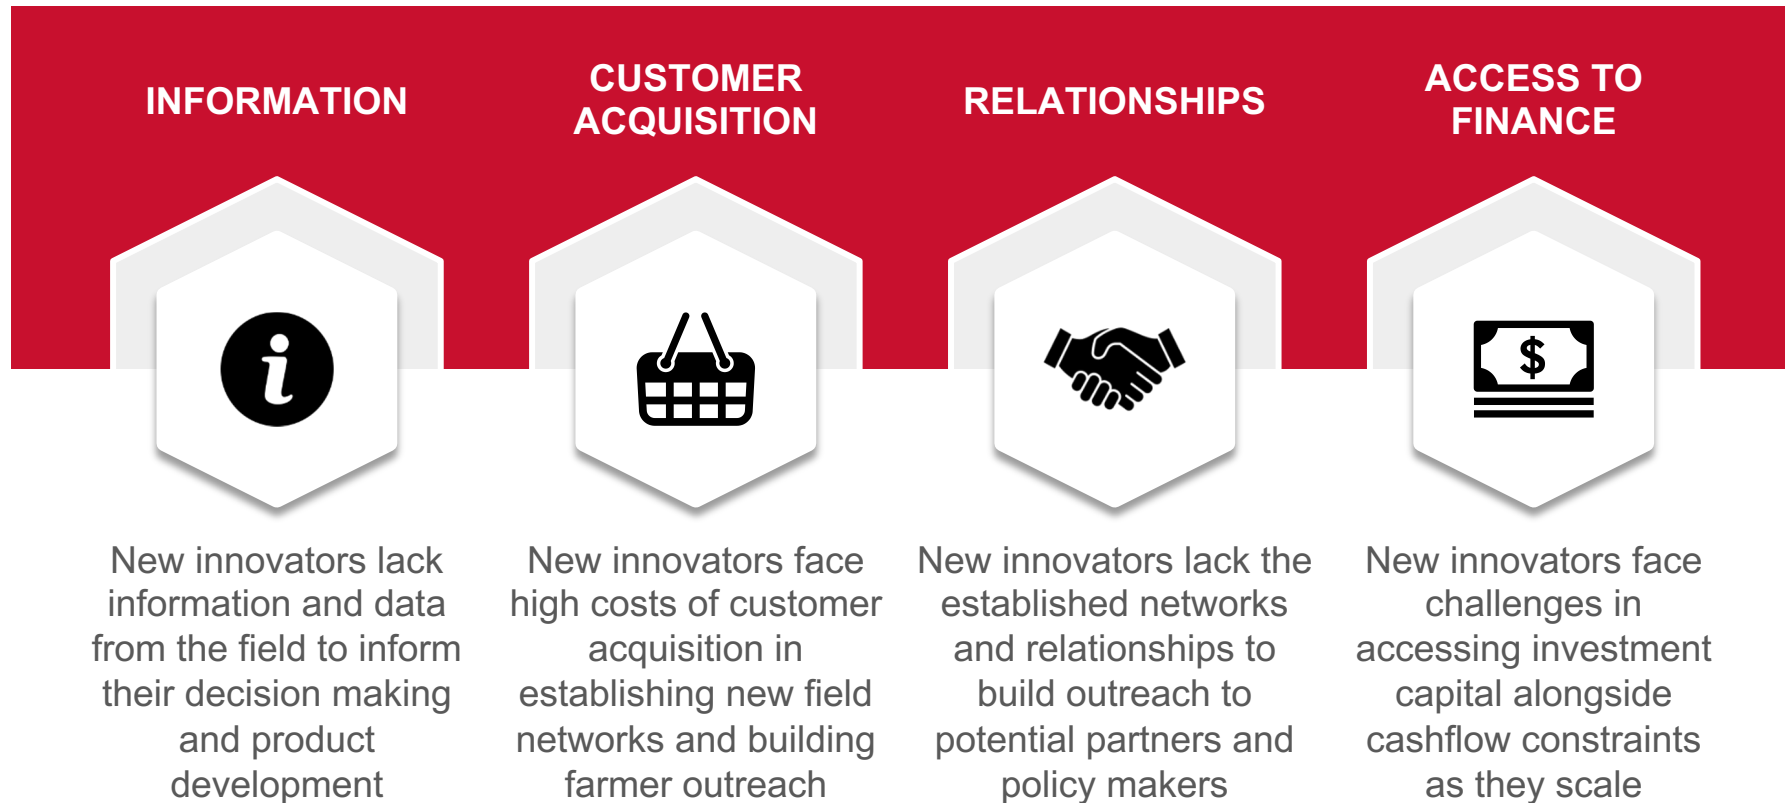 INFORMATION
CUSTOMER
ACQUISITION
RELATIONSHIPS
ACCESS TO
FINANCE
i
$
New innovators lack
information and data
from the field to inform
their decision making
and product
development
New innovators face
high costs of customer
acquisition in
establishing new field
networks and building
farmer outreach
New innovators lack the
established networks
and relationships to
build outreach to
potential partners and
policy makers
New innovators face
challenges in
accessing investment
capital alongside
cashflow constraints
as they scale